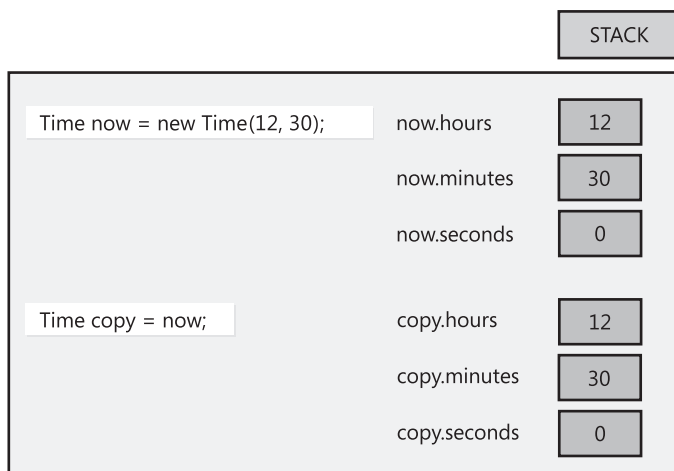 STACK
Time now = new Time(12, 30);
now.hours
12
now.minutes
30
now.seconds
0
Time copy = now;
copy.hours
12
copy.minutes
30
copy.seconds
0